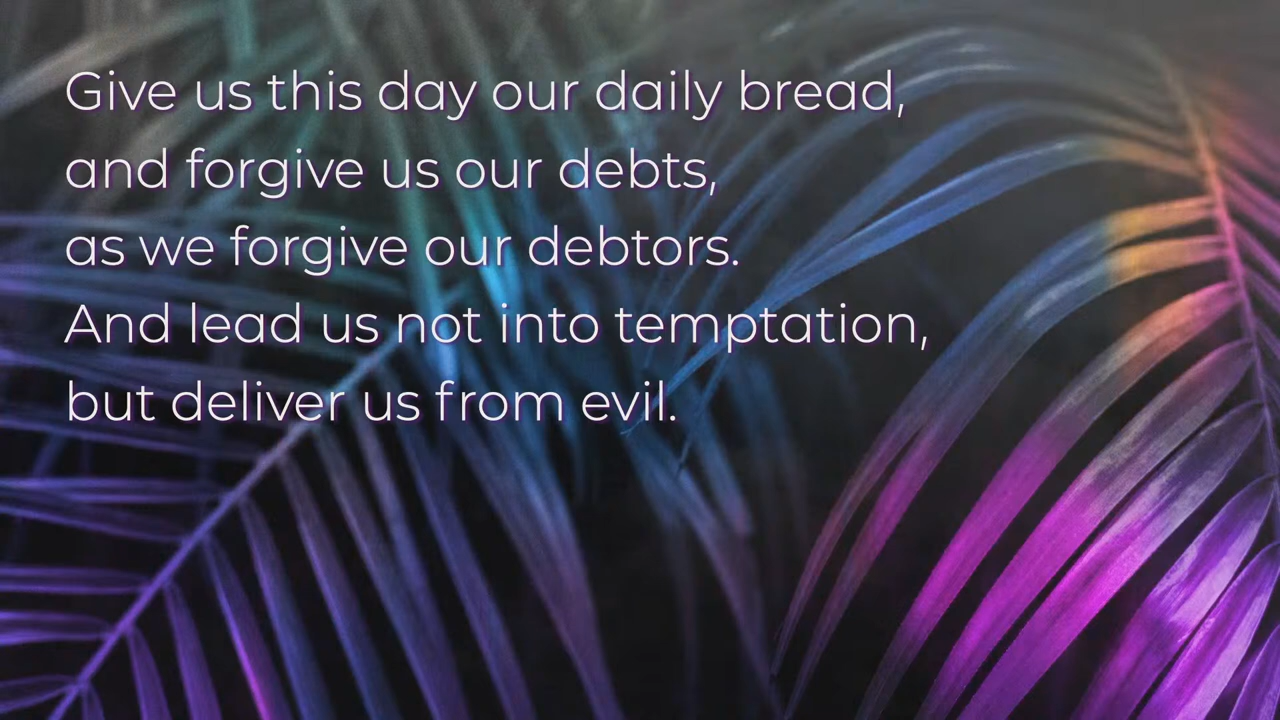 Give us this day our daily bread,
and forgive us our debts,
as we forgive our debtors.
And lead us not into temptation,
but deliver us from evil.